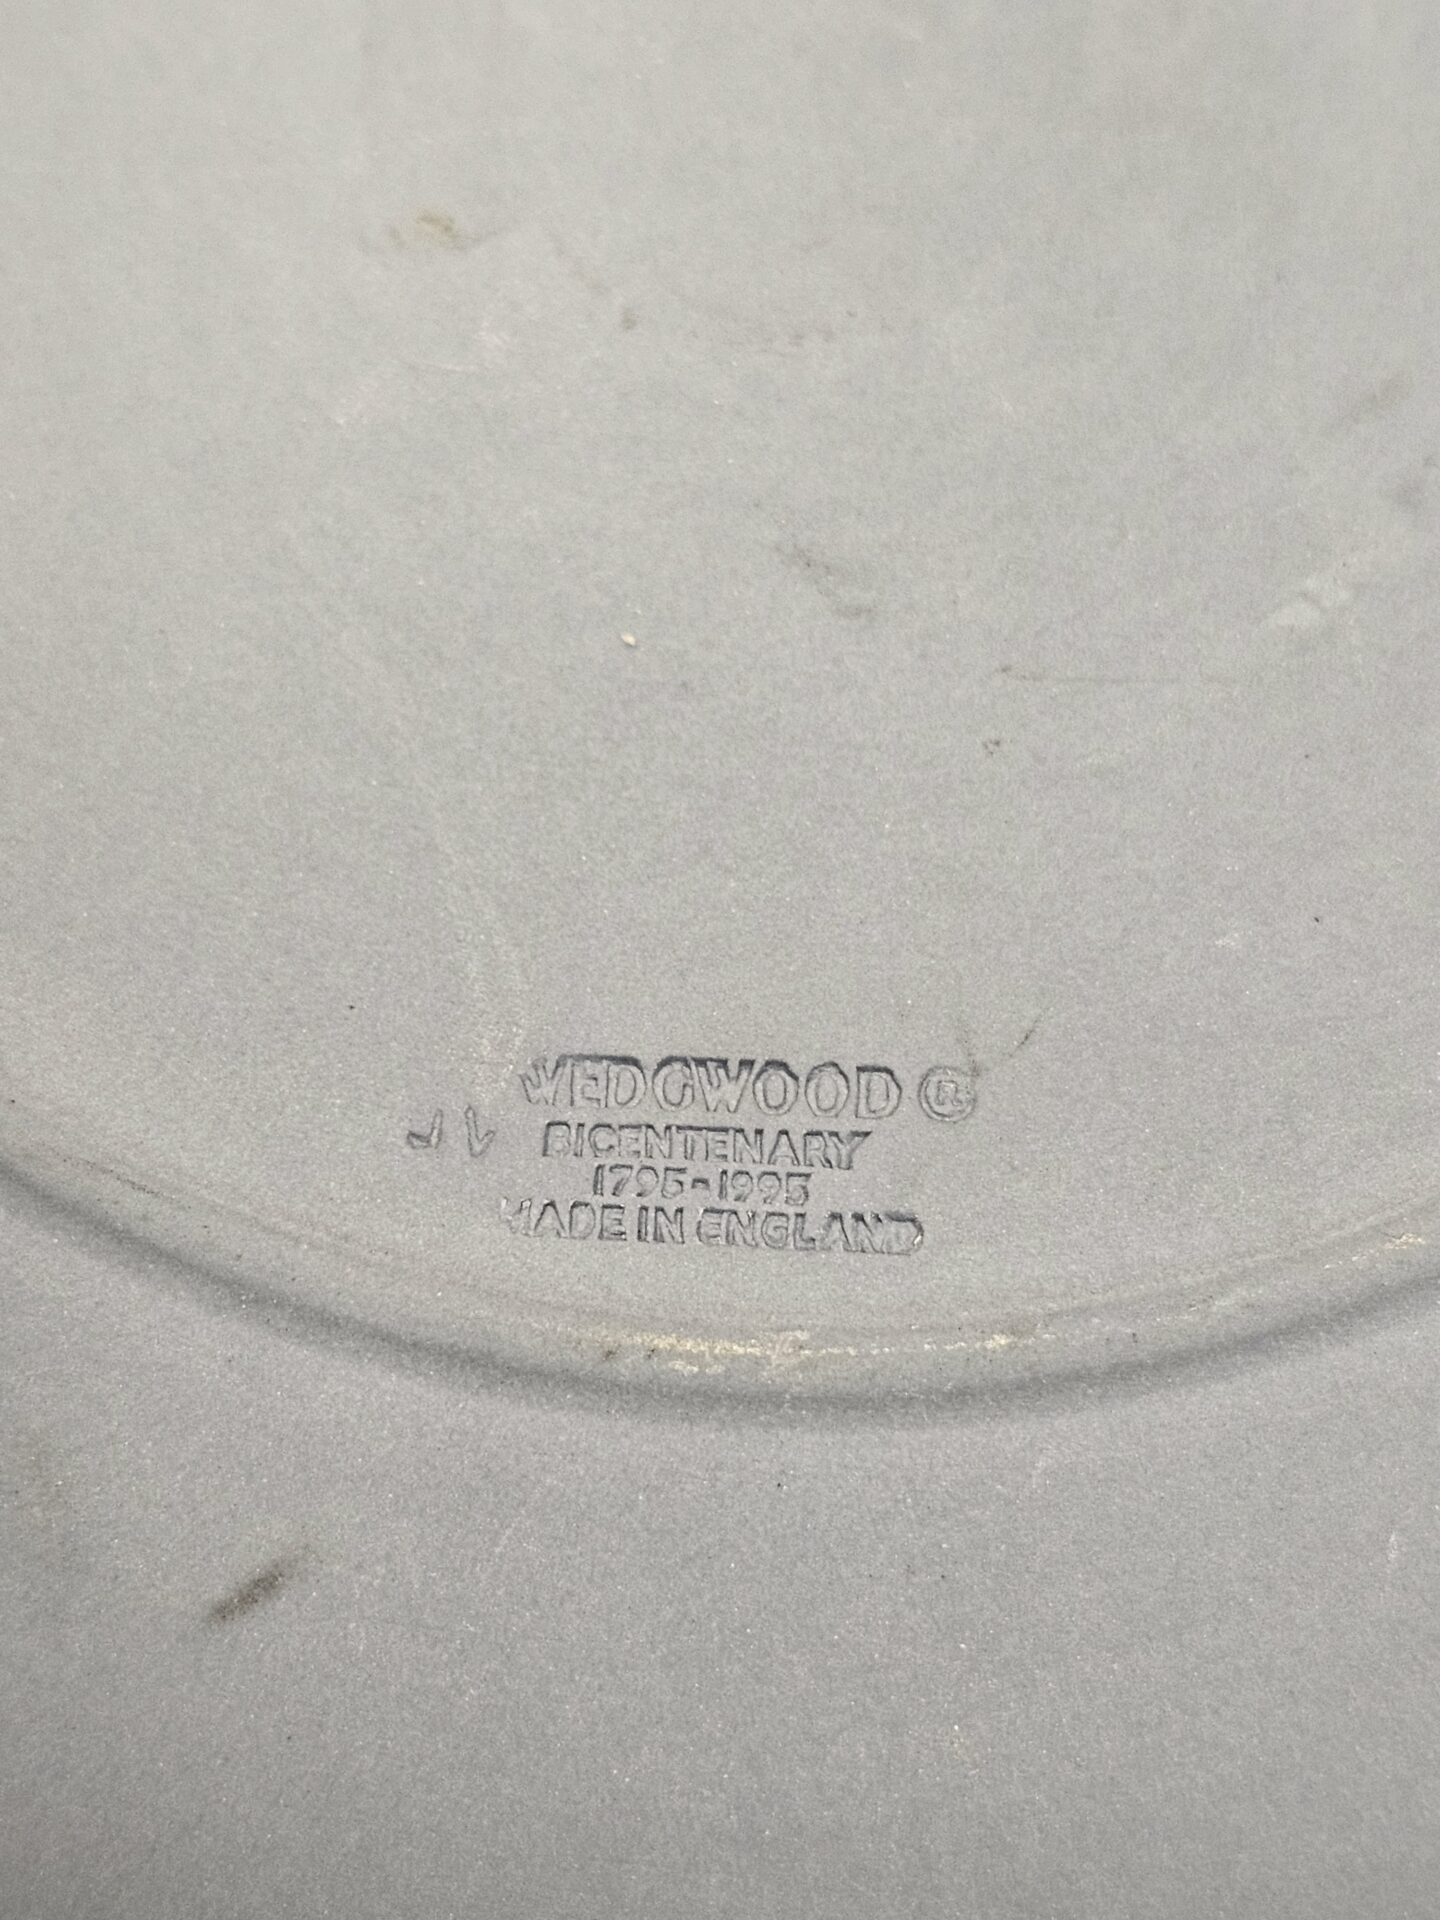 WEDGWOOD ®
BICENTENARY
1795-1995
MADE IN ENGLAND